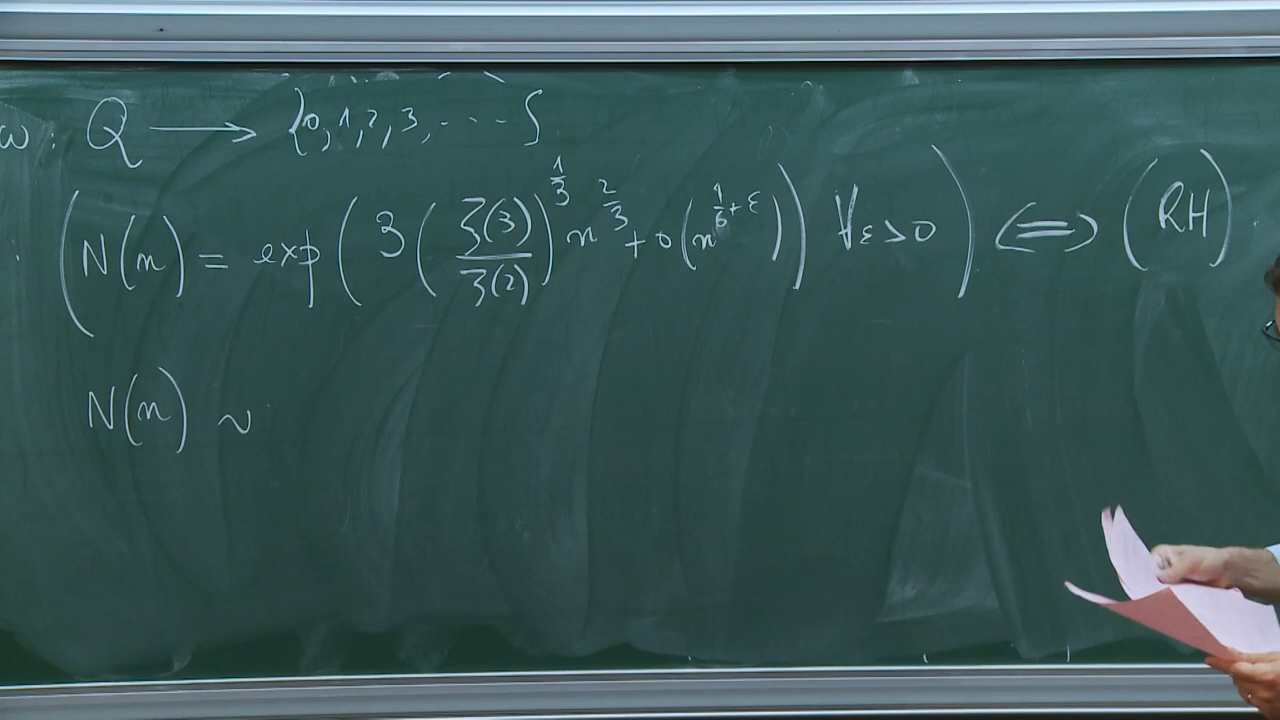 ω : Q ⟶ {0, 1, 2, 3, ⋯ }
( N(n) = exp( 3 ( ζ(3) / ζ(2) )^{1/3} n^{2/3} + o(n^{1/6 + ε}) ) ∀ε>0 ) ⟺ (RH).
N(n) ~